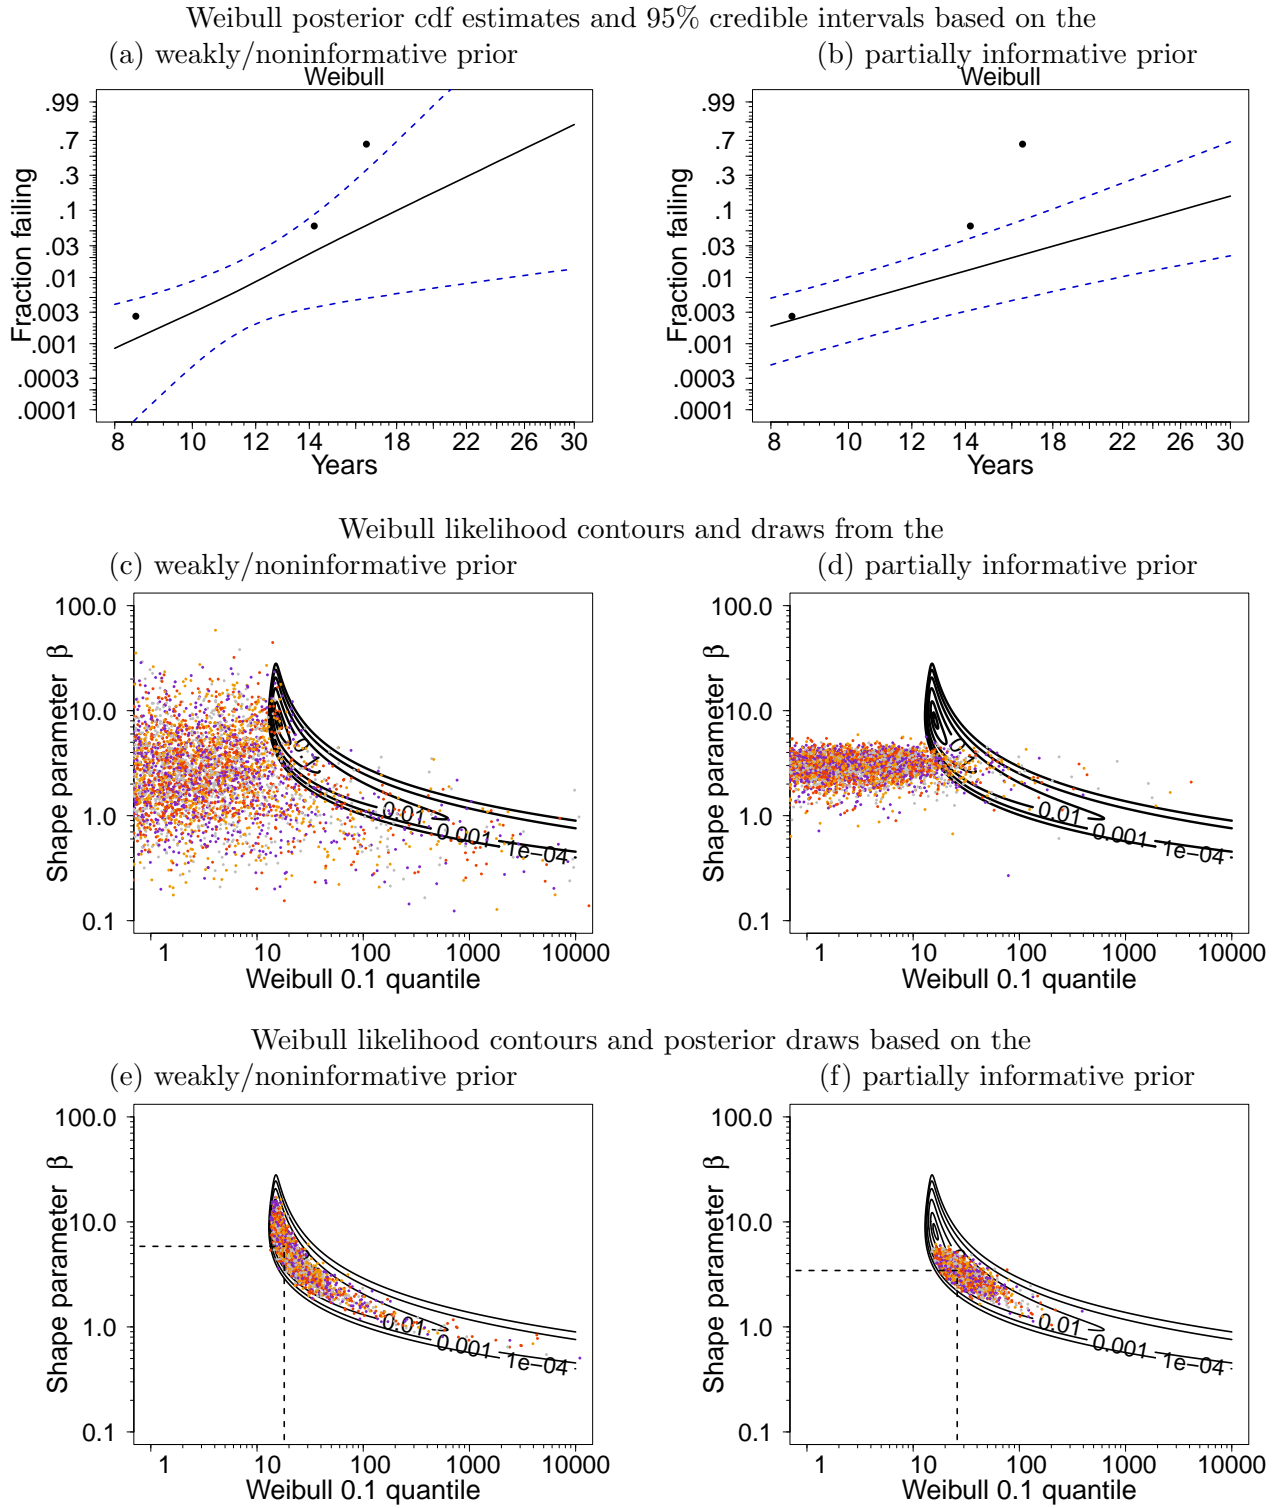 Weibull posterior cdf estimates and 95% credible intervals based on the
(a) weakly/noninformative prior
(b) partially informative prior
Weibull
Weibull
Fraction failing
.99
.7
.3
.1
.03
.01
.003
.001
.0003
.0001
8 10 12 14 18 22 26 30
Years
Fraction failing
.99
.7
.3
.1
.03
.01
.003
.001
.0003
.0001
8 10 12 14 18 22 26 30
Years
Weibull likelihood contours and draws from the
(c) weakly/noninformative prior
(d) partially informative prior
Shape parameter β
100.0
10.0
1.0
0.1
0.1
0.01
0.001
1e−04
1 10 100 1000 10000
Weibull 0.1 quantile
Shape parameter β
100.0
10.0
1.0
0.1
0.1
0.01
0.001
1e−04
1 10 100 1000 10000
Weibull 0.1 quantile
Weibull likelihood contours and posterior draws based on the
(e) weakly/noninformative prior
(f) partially informative prior
Shape parameter β
100.0
10.0
1.0
0.1
0.01
0.001
1e−04
1 10 100 1000 10000
Weibull 0.1 quantile
Shape parameter β
100.0
10.0
1.0
0.1
0.01
0.001
1e−04
1 10 100 1000 10000
Weibull 0.1 quantile